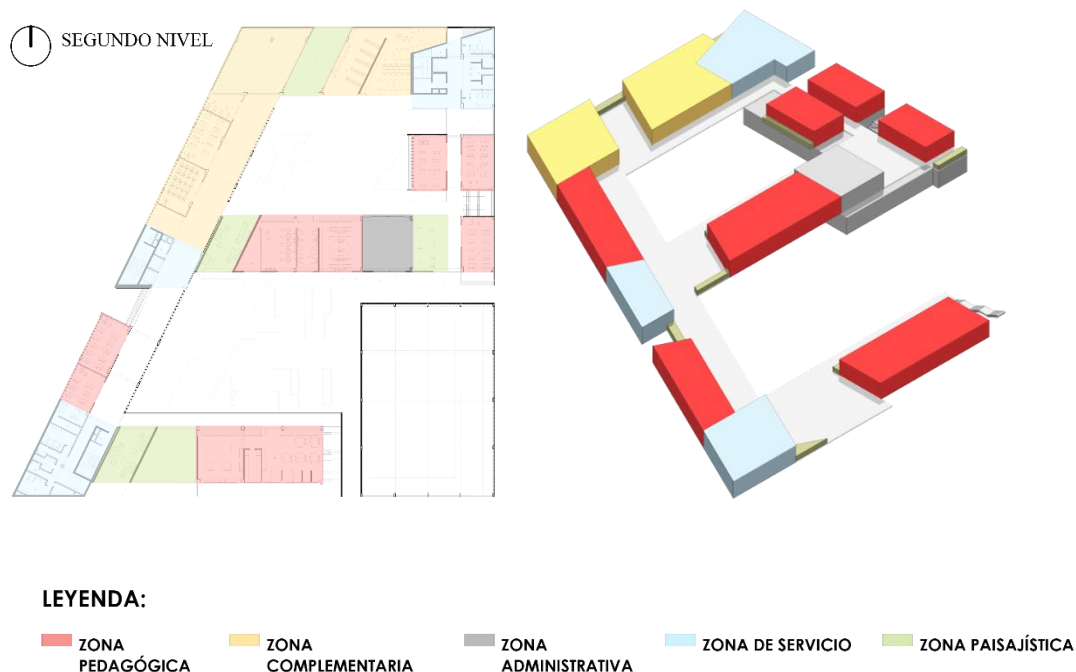 SEGUNDO NIVEL
LEYENDA:
ZONA
PEDAGÓGICA
ZONA
COMPLEMENTARIA
ZONA
ADMINISTRATIVA
ZONA DE SERVICIO
ZONA PAISAJÍSTICA